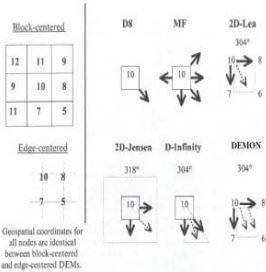 Block-centered
12 11 9
9 10 8
11 7 5
Edge-centered
10 8
7 5
Geospatial coordinates for
all nodes are identical
between block-centered
and edge-centered DEMs.
D8 MF 2D-Lea
304°
10 10 10 8
7 6
2D-Jensen D-Infinity DEMON
318° 304° 304°
10 10 10 8
7 6